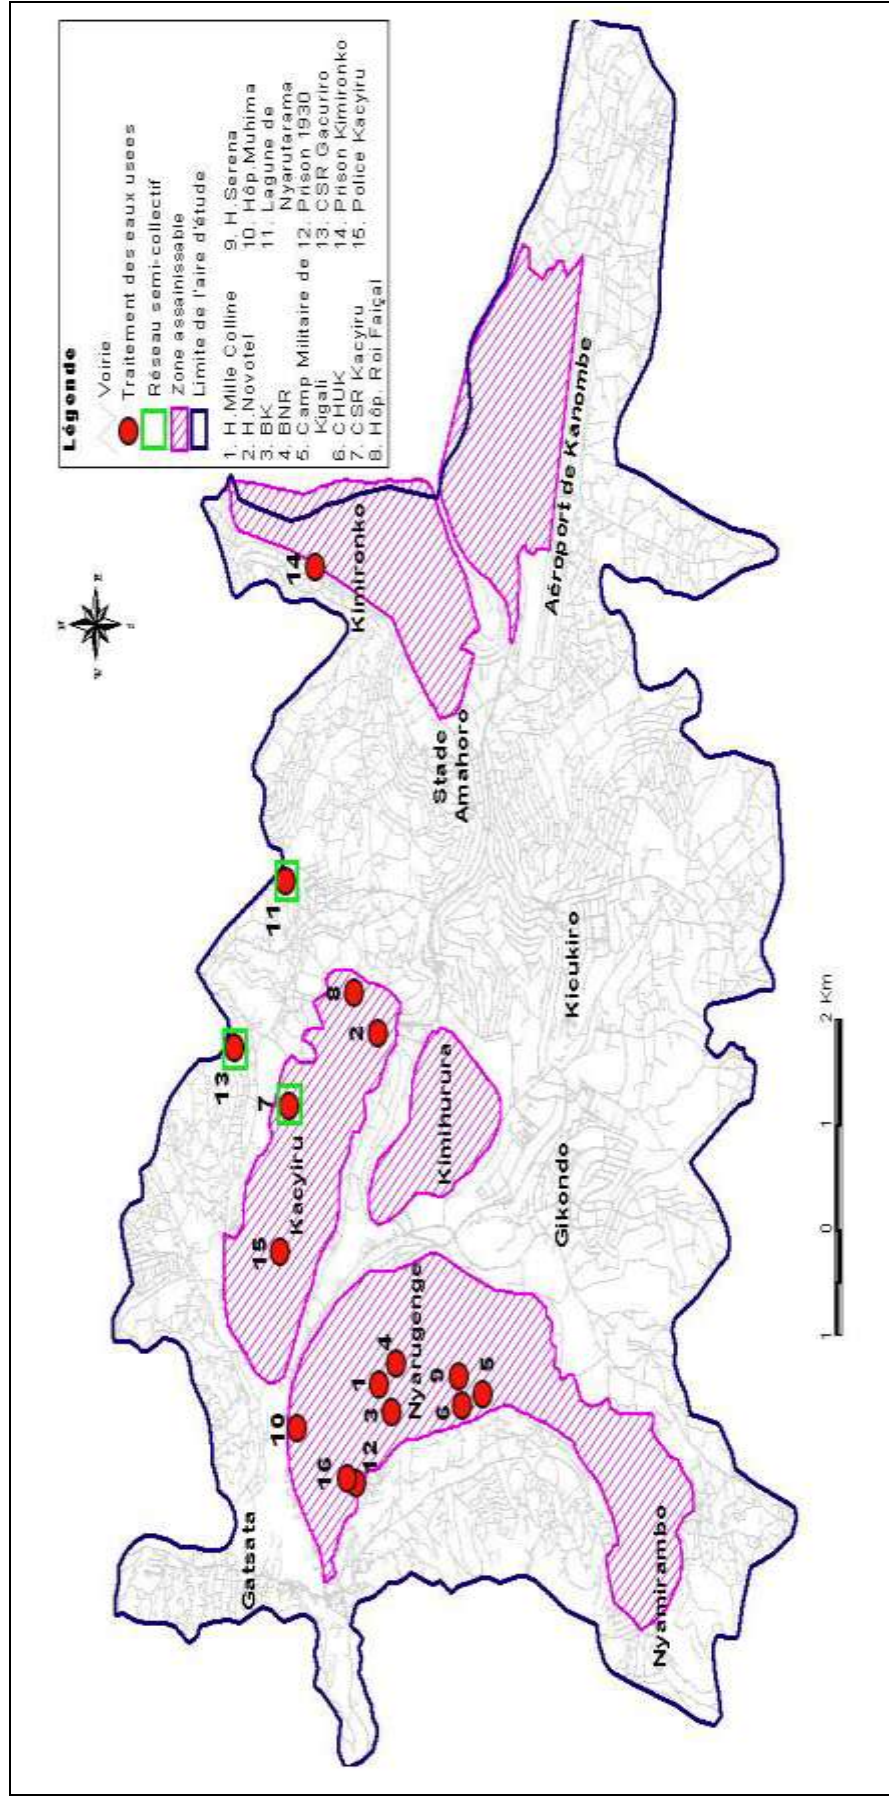 Légende
Voirie
Traitement des eaux usees
Réseau semi-collectif
Zone assainissable
Limite de l'aire d'étude
1. H.Mille Colline
2. H.Novotel
3. BK
4. BNR
5. Camp Militaire de
Kigali
6. CHUK
7. CSR Kacyiru
8. Hôp. Roi Faiçal
9. H.Serena
10. Hôp.Muhima
11. Lagune de
Nyarutarama
12. Prison 1930
13. CSR Gacuriro
14. Prison Kimironko
15. Police Kacyiru
N
W
E
S
14
Kimironko
Aéroport de Kanombe
Stade
Amahoro
11
13
8
2
7
Kacyiru
15
Kimihurura
Kicukiro
Gikondo
Nyarugenge
4
1
3
9
6
5
10
16
12
Gatsata
Nyamirambo
1
0
1
2 Km